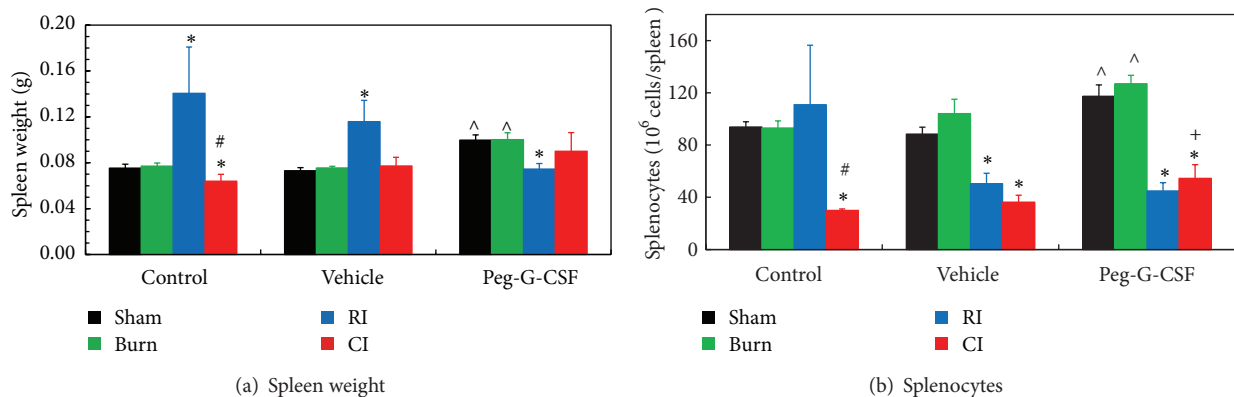 Spleen weight (g)
0.20
0.16
0.12
0.08
0.04
0.00
*
#
*
*
^ ^
*
Control Vehicle Peg-G-CSF
Sham RI
Burn CI
(a) Spleen weight
Splenocytes (10⁶ cells/spleen)
160
120
80
40
0
#
*
*
*
^ ^
*
+
*
Control Vehicle Peg-G-CSF
Sham RI
Burn CI
(b) Splenocytes